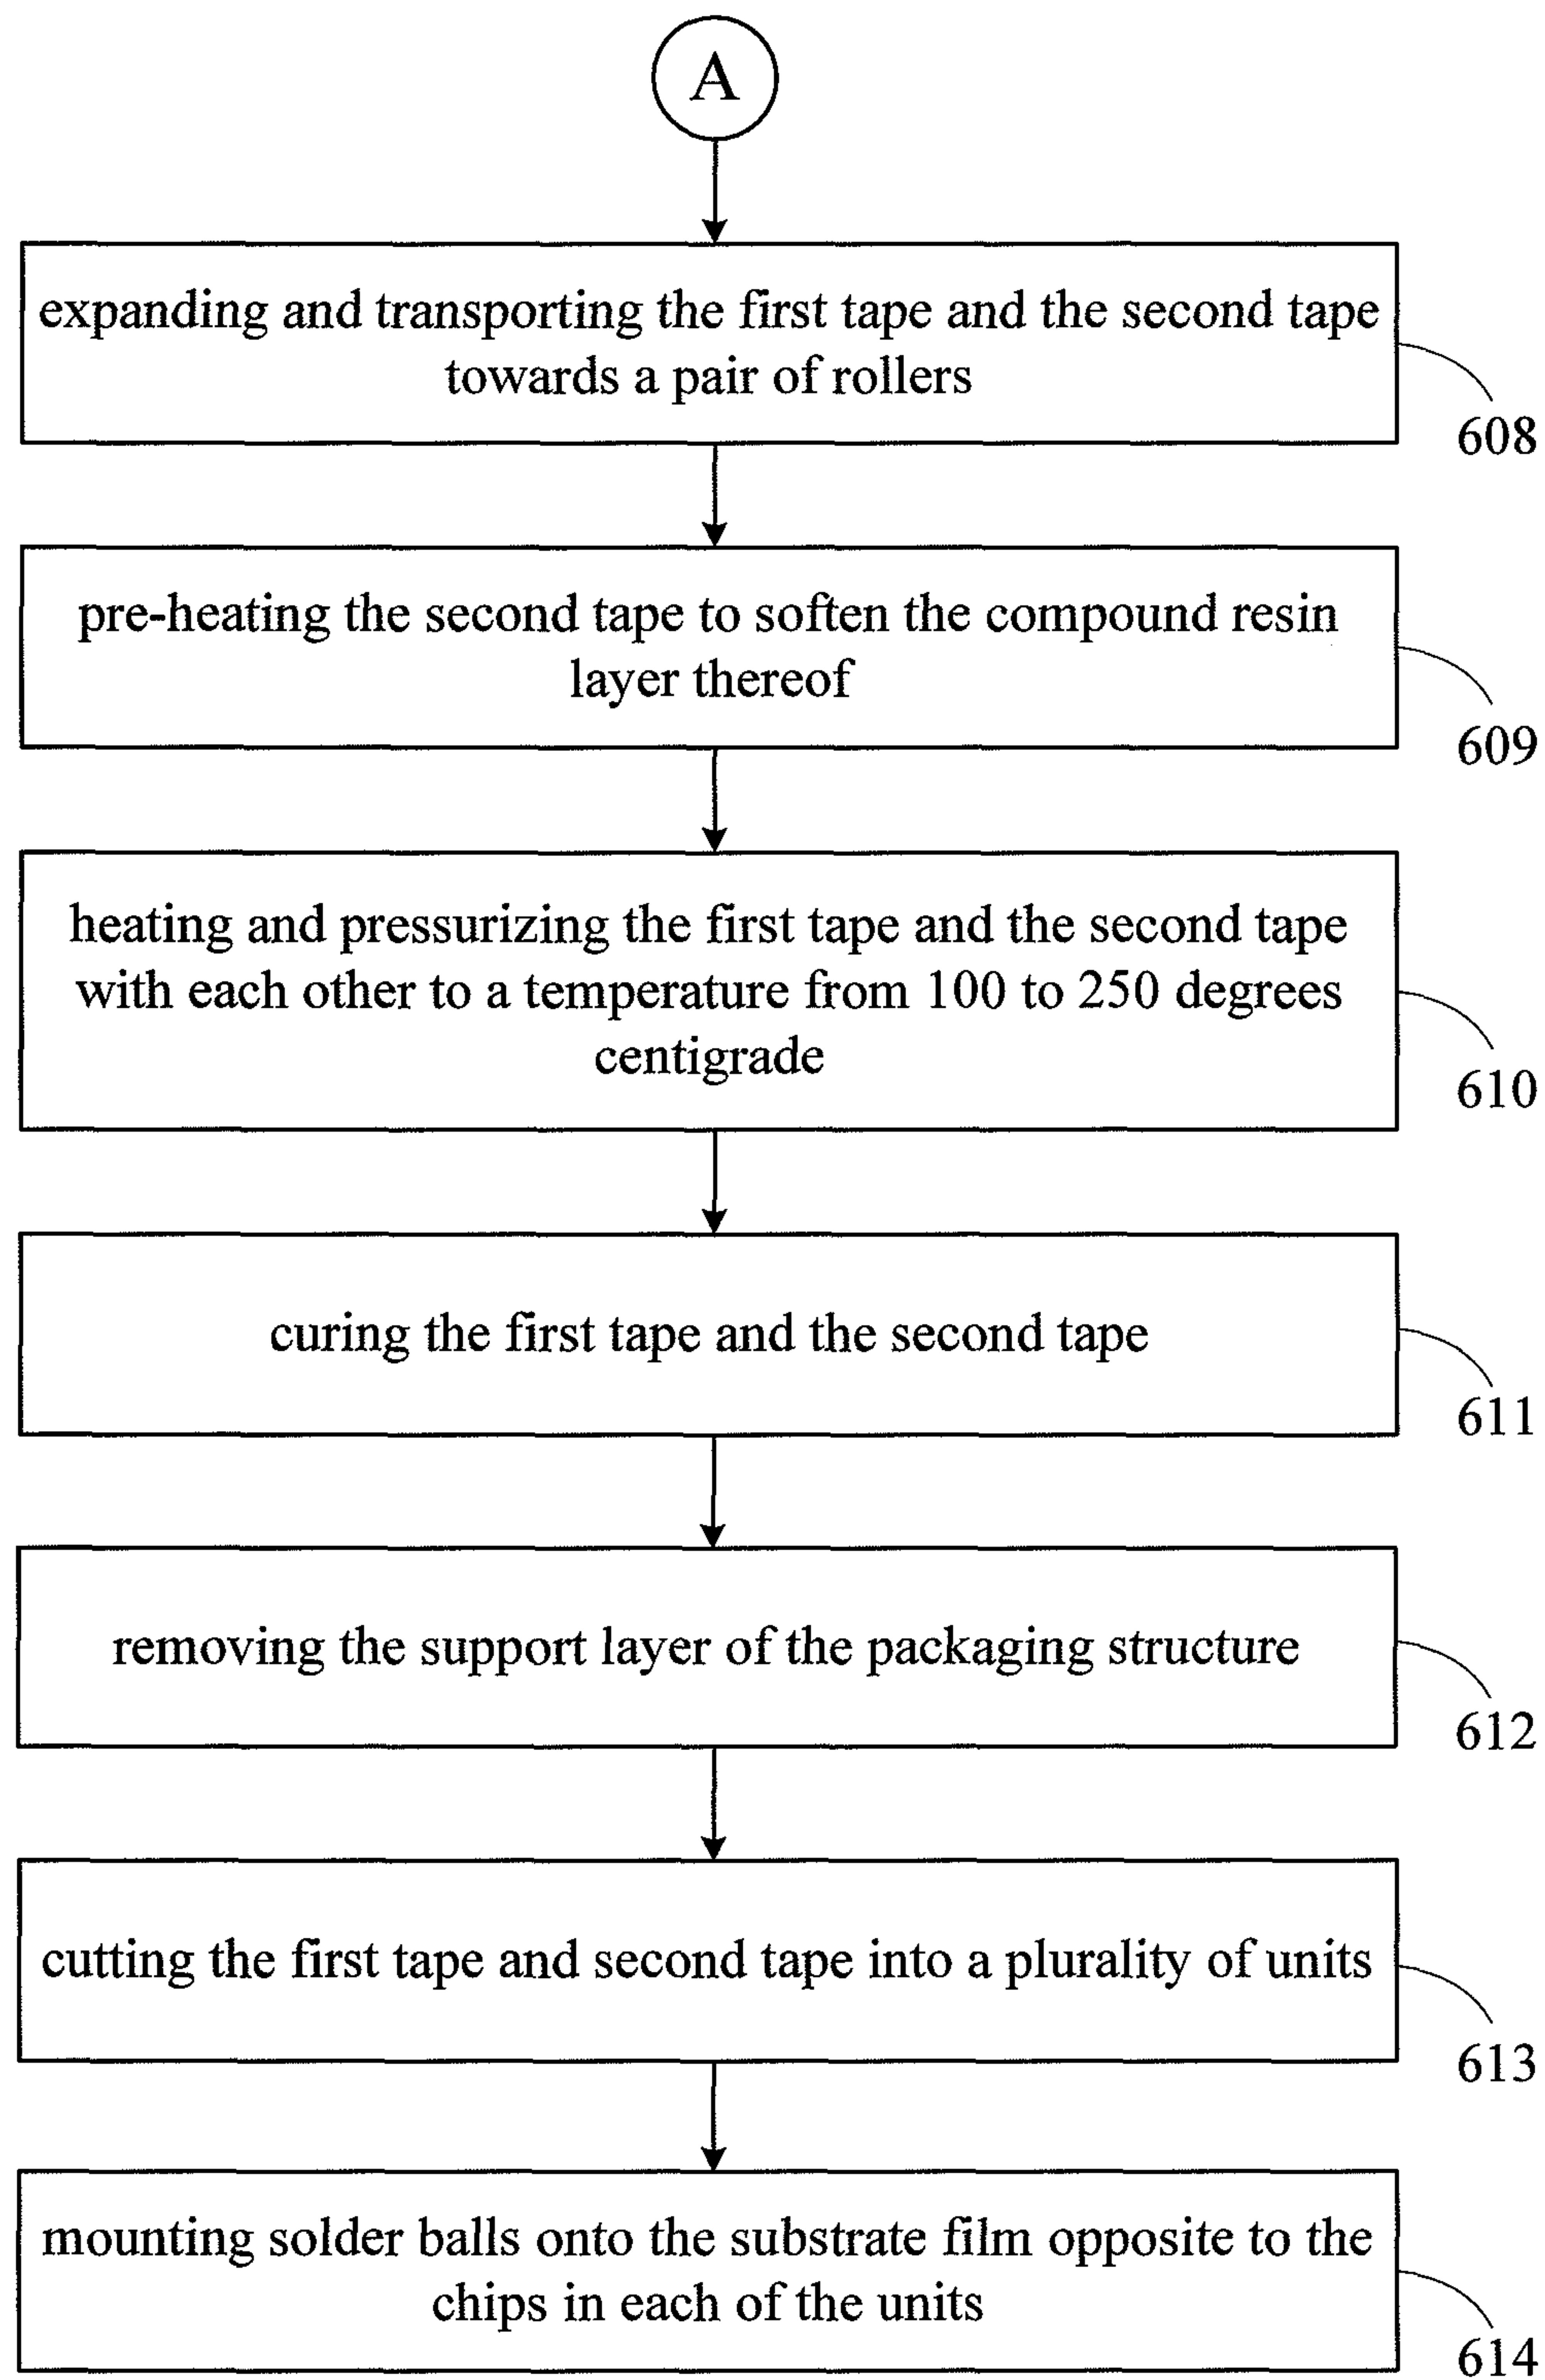 A
expanding and transporting the first tape and the second tape
towards a pair of rollers
608
pre-heating the second tape to soften the compound resin
layer thereof
609
heating and pressurizing the first tape and the second tape
with each other to a temperature from 100 to 250 degrees
centigrade
610
curing the first tape and the second tape
611
removing the support layer of the packaging structure
612
cutting the first tape and second tape into a plurality of units
613
mounting solder balls onto the substrate film opposite to the
chips in each of the units
614